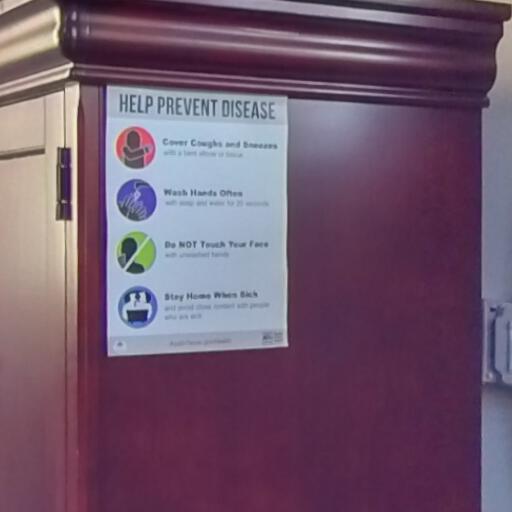 HELP PREVENT DISEASE
Cover Coughs and Sneezes
with a bent elbow or tissue
Wash Hands Often
with soap and water for 20 seconds
Do NOT Touch Your Face
with unwashed hands
Stay Home When Sick
and avoid close contact with people
who are sick